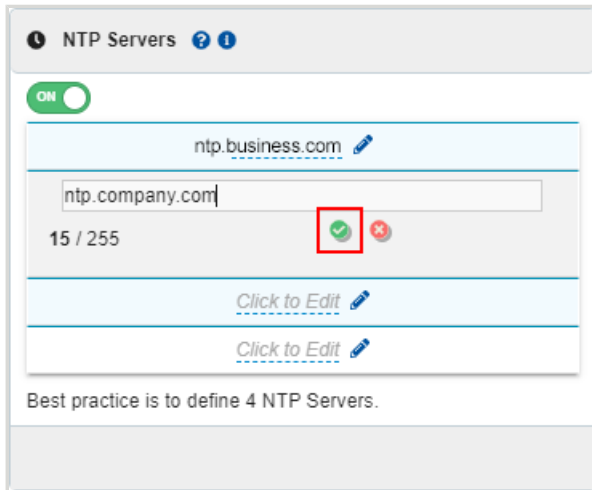 NTP Servers
ON
ntp.business.com
ntp.company.com
15 / 255
Click to Edit
Click to Edit
Best practice is to define 4 NTP Servers.